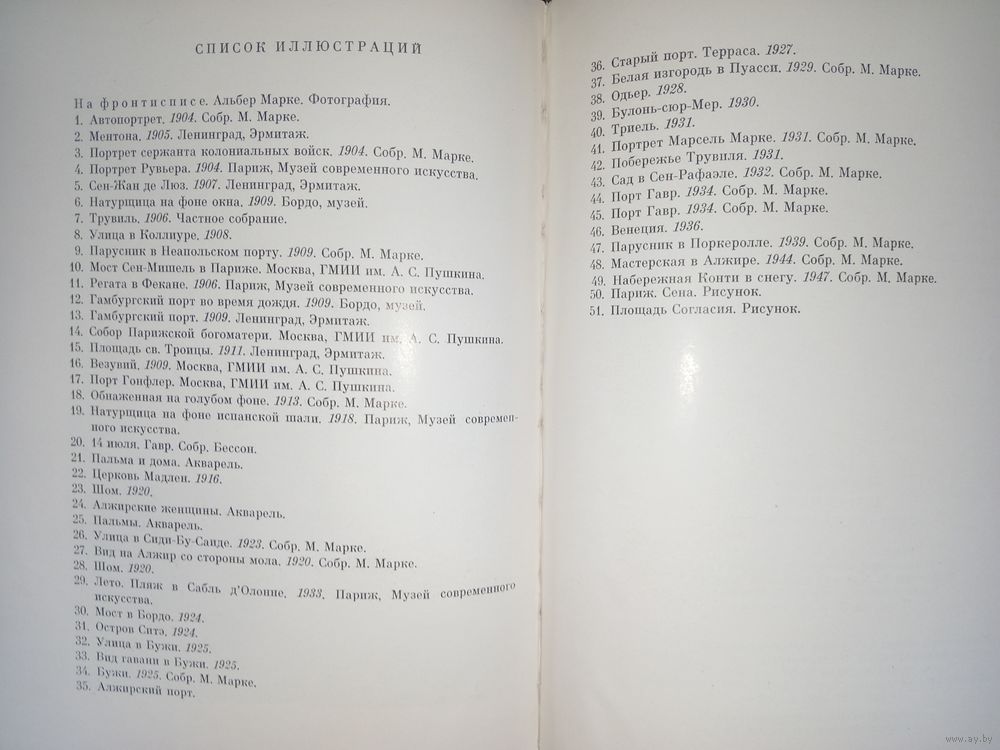 СПИСОК ИЛЛЮСТРАЦИЙ
На фронтисписе. Альбер Марке. Фотография.
1. Автопортрет. 1904. Собр. М. Марке.
2. Ментона. 1905. Ленинград, Эрмитаж.
3. Портрет сержанта колониальных войск. 1904. Собр. М. Марке.
4. Портрет Рувьера. 1904. Париж, Музей современного искусства.
5. Сен-Жан де Люз. 1907. Ленинград, Эрмитаж.
6. Натурщица на фоне окна. 1909. Бордо, музей.
7. Трувиль. 1906. Частное собрание.
8. Улица в Коллиуре. 1908.
9. Парусник в Неапольском порту. 1909. Собр. М. Марке.
10. Мост Сен-Мишель в Париже. Москва, ГМИИ им. А. С. Пушкина.
11. Регата в Фекане. 1906. Париж, Музей современного искусства.
12. Гамбургский порт во время дождя. 1909. Бордо, музей.
13. Гамбургский порт. 1909. Ленинград, Эрмитаж.
14. Собор Парижской богоматери. Москва, ГМИИ им. А. С. Пушкина.
15. Площадь св. Троицы. 1911. Ленинград, Эрмитаж.
16. Везувий. 1909. Москва, ГМИИ им. А. С. Пушкина.
17. Порт Гонфлер. Москва, ГМИИ им. А. С. Пушкина.
18. Обнаженная на голубом фоне. 1913. Собр. М. Марке.
19. Натурщица на фоне испанской шали. 1918. Париж, Музей современ-
ного искусства.
20. 14 июля. Гавр. Собр. Бессон.
21. Пальма и дома. Акварель.
22. Церковь Мадлен. 1916.
23. Шом. 1920.
24. Алжирские женщины. Акварель.
25. Пальмы. Акварель.
26. Улица в Сиди-Бу-Саиде. 1923. Собр. М. Марке.
27. Вид на Алжир со стороны мола. 1920. Собр. М. Марке.
28. Шом. 1920.
29. Лето. Пляж в Сабль д'Олонне. 1933. Париж, Музей современного
искусства.
30. Мост в Бордо. 1924.
31. Остров Ситэ. 1924.
32. Улица в Бужи. 1925.
33. Вид гавани в Бужи. 1925.
34. Бужи. 1925. Собр. М. Марке.
35. Алжирский порт.
36. Старый порт. Терраса. 1927.
37. Белая изгородь в Пуасси. 1929. Собр. М. Марке.
38. Одьер. 1928.
39. Булонь-сюр-Мер. 1930.
40. Триель. 1931.
41. Портрет Марсель Марке. 1931. Собр. М. Марке.
42. Побережье Трувиля. 1931.
43. Сад в Сен-Рафаэле. 1932. Собр. М. Марке.
44. Порт Гавр. 1934. Собр. М. Марке.
45. Порт Гавр. 1934. Собр. М. Марке.
46. Венеция. 1936.
47. Парусник в Поркеролле. 1939. Собр. М. Марке.
48. Мастерская в Алжире. 1944. Собр. М. Марке.
49. Набережная Конти в снегу. 1947. Собр. М. Марке.
50. Париж. Сена. Рисунок.
51. Площадь Согласия. Рисунок.
www.ay.by